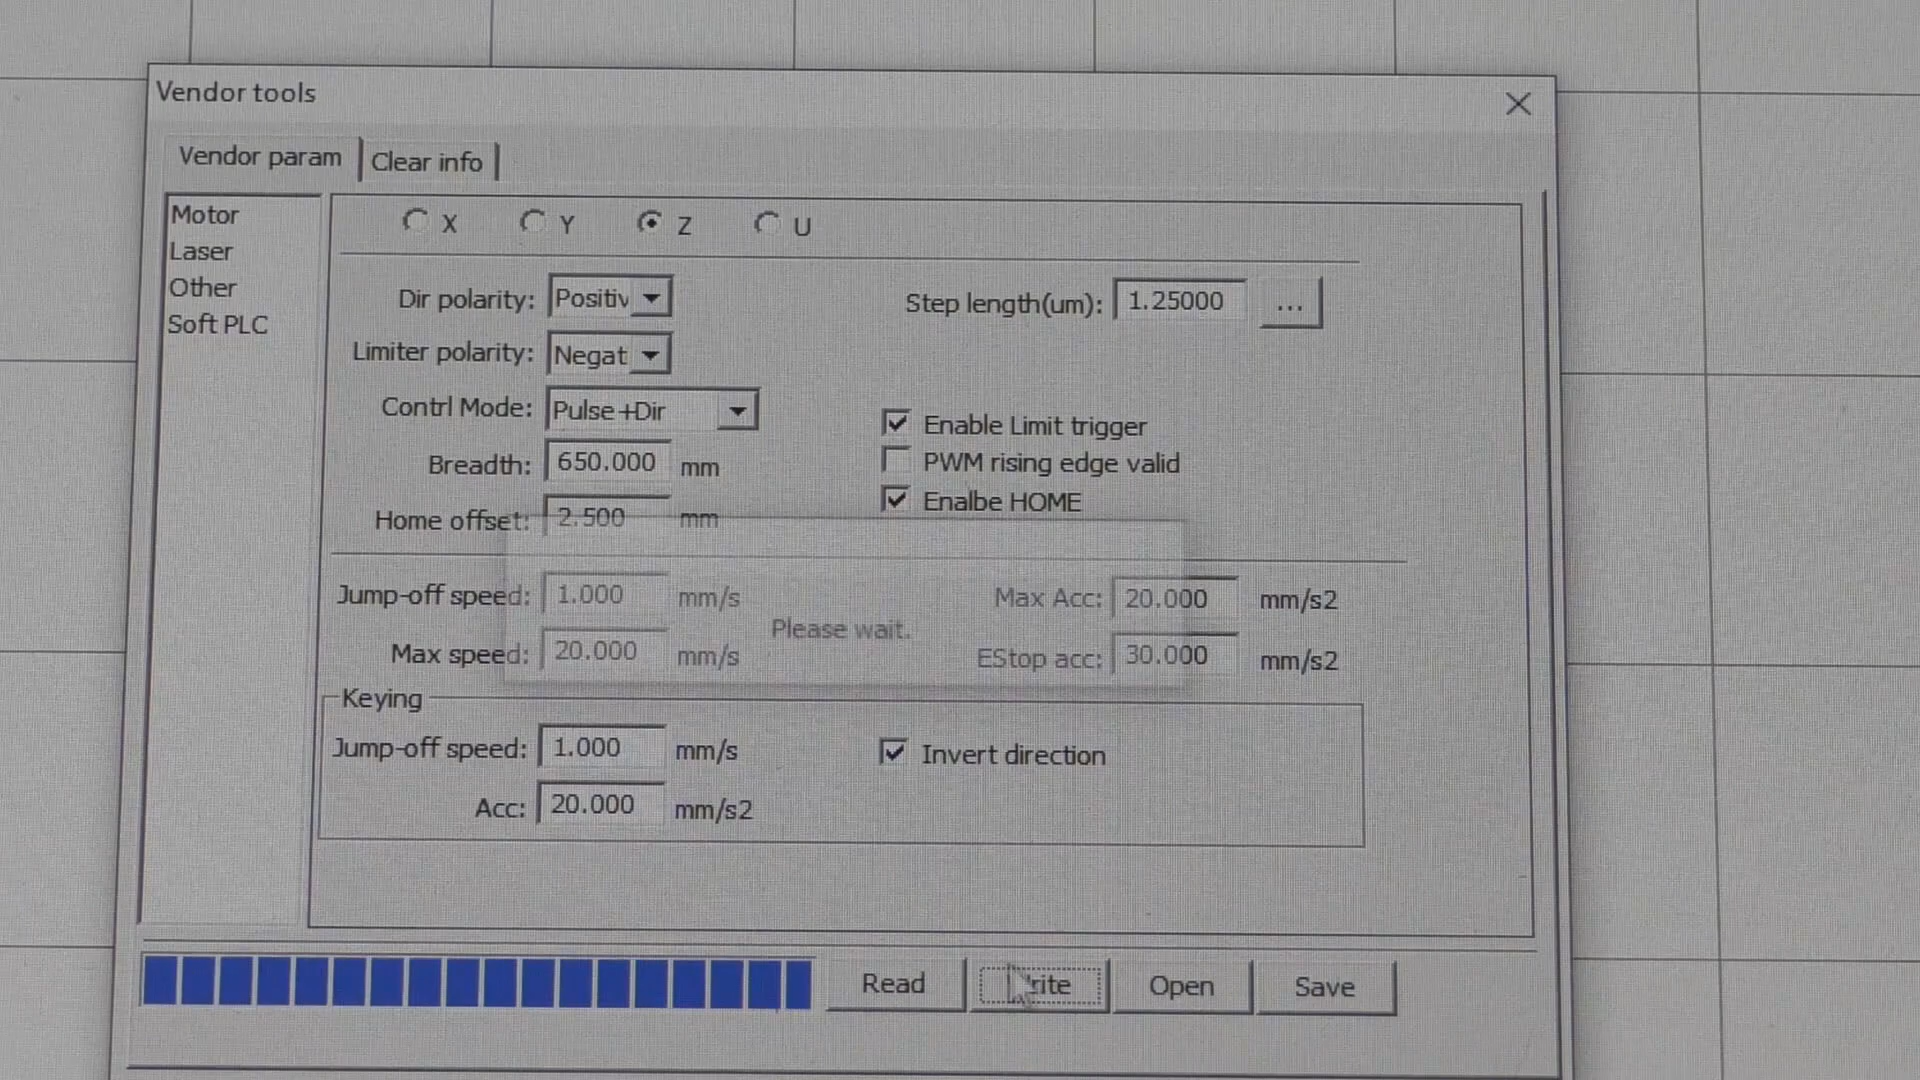 Vendor tools
Vendor param Clear info
Motor
Laser
Other
Soft PLC
X Y Z U
Dir polarity: Positiv Step length(um): 1.25000 ...
Limiter polarity: Negat
Contrl Mode: Pulse+Dir
Enable Limit trigger
Breadth: 650.000 mm
PWM rising edge valid
Home offset: 2.500 mm
Enalbe HOME
Jump-off speed: 1.000 mm/s Max Acc: 20.000 mm/s2
Please wait.
Max speed: 20.000 mm/s EStop acc: 30.000 mm/s2
Keying
Jump-off speed: 1.000 mm/s Invert direction
Acc: 20.000 mm/s2
Read Write Open Save